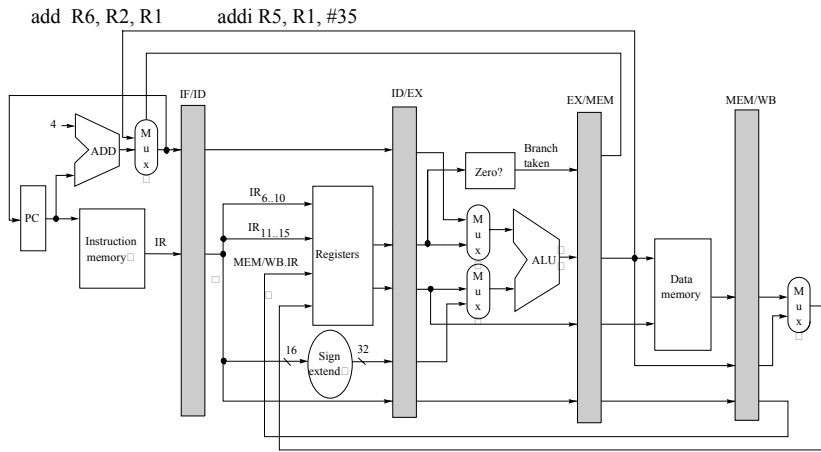 add R6, R2, R1 addi R5, R1, #35
IF/ID
ID/EX
EX/MEM
MEM/WB
4
ADD
M
u
x
Branch
taken
Zero?
PC
Instruction
memory
IR
IR6..10
IR11..15
MEM/WB.IR
Registers
M
u
x
M
u
x
ALU
Data
memory
M
u
x
16
Sign
extend
32